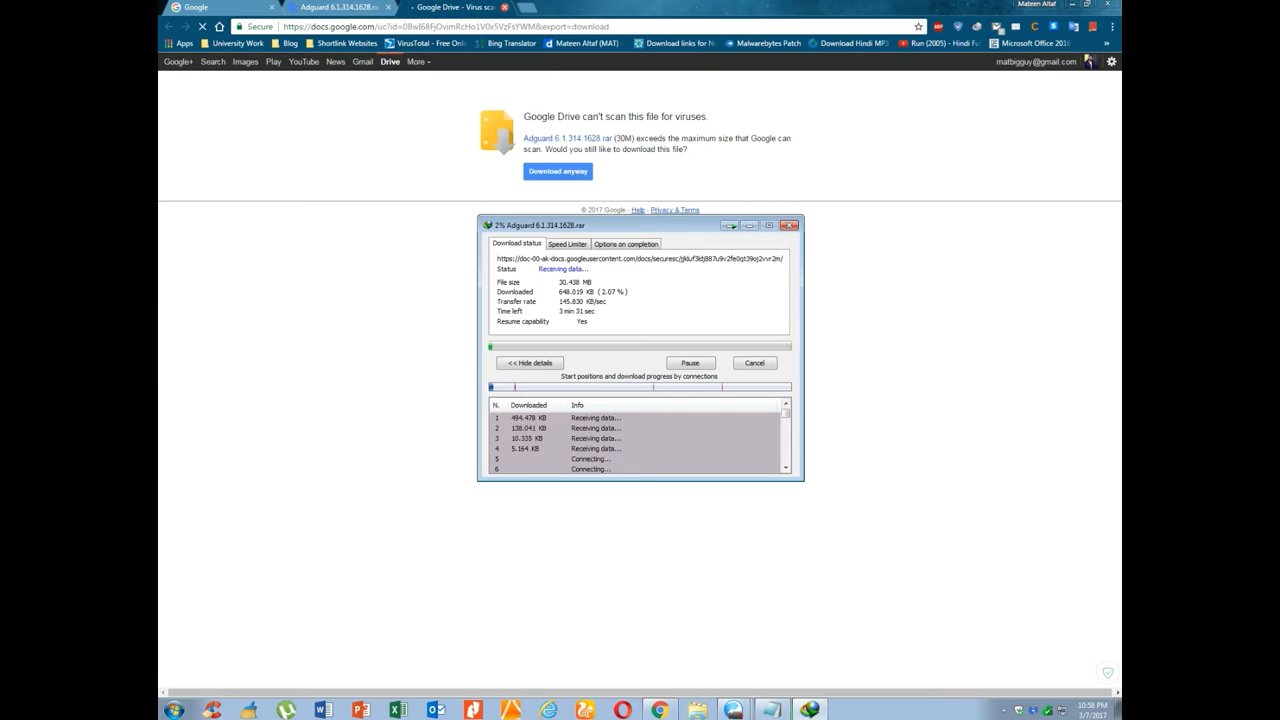 Google
Adguard 6.1.314.1628.rar
Google Drive - Virus sca
Mateen Altaf
Secure
https://docs.google.com/uc?id=0BwI68FjOvimRcHo1V0x5VzFsYWM&export=download
Apps
University Work
Blog
Shortlink Websites
VirusTotal - Free Onli
Bing Translator
Mateen Altaf (MAT)
Download links for N
Malwarebytes Patch
Download Hindi MP3
Run (2005) - Hindi Fu
Microsoft Office 2016
Google+ Search Images Play YouTube News Gmail Drive More
matbigguy@gmail.com
Google Drive can't scan this file for viruses.
Adguard 6.1.314.1628.rar (30M) exceeds the maximum size that Google can
scan. Would you still like to download this file?
Download anyway
© 2017 Google - Help - Privacy & Terms
2% Adguard 6.1.314.1628.rar
Download status Speed Limiter Options on completion
Status Receiving data...
File size 30.438 MB
Downloaded 648.019 KB ( 2.07 % )
Transfer rate 145.830 KB/sec
Time left 3 min 31 sec
Resume capability Yes
<< Hide details Pause Cancel
Start positions and download progress by connections
N. Downloaded Info
1 494.478 KB Receiving data...
2 138.041 KB Receiving data...
3 10.335 KB Receiving data...
4 5.164 KB Receiving data...
5 Connecting...
6 Connecting...
10:58 PM
3/7/2017